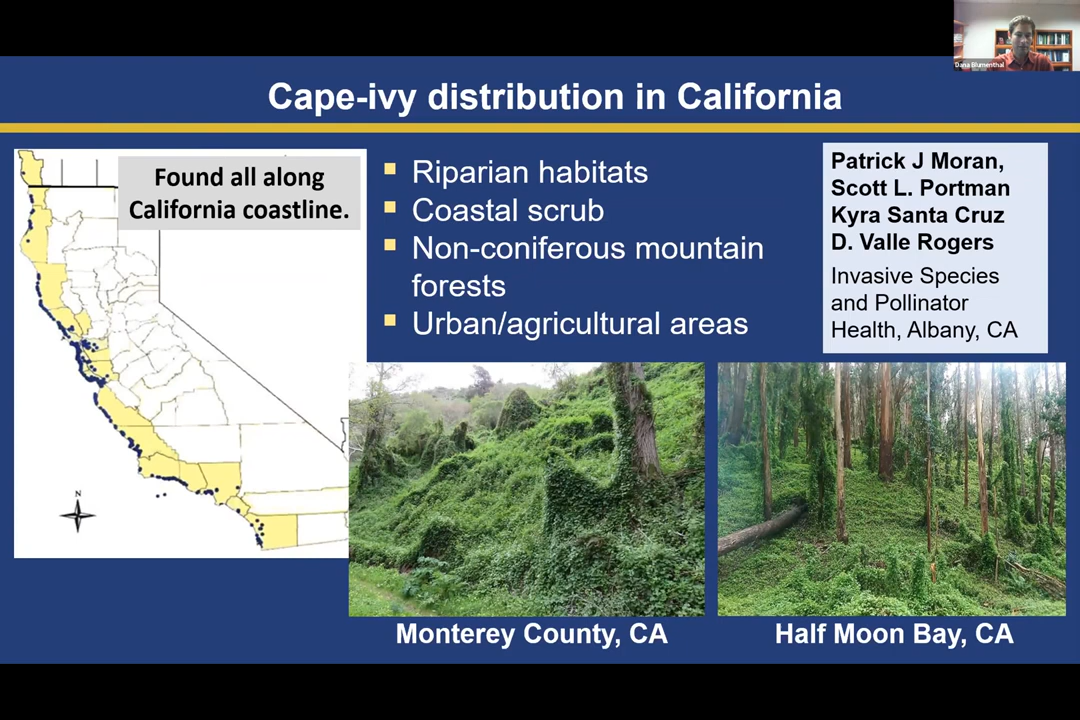 Dana Blumenthal
Cape-ivy distribution in California
Found all along
California coastline.
N
Riparian habitats
Coastal scrub
Non-coniferous mountain
forests
Urban/agricultural areas
Patrick J Moran,
Scott L. Portman
Kyra Santa Cruz
D. Valle Rogers
Invasive Species
and Pollinator
Health, Albany, CA
Monterey County, CA
Half Moon Bay, CA